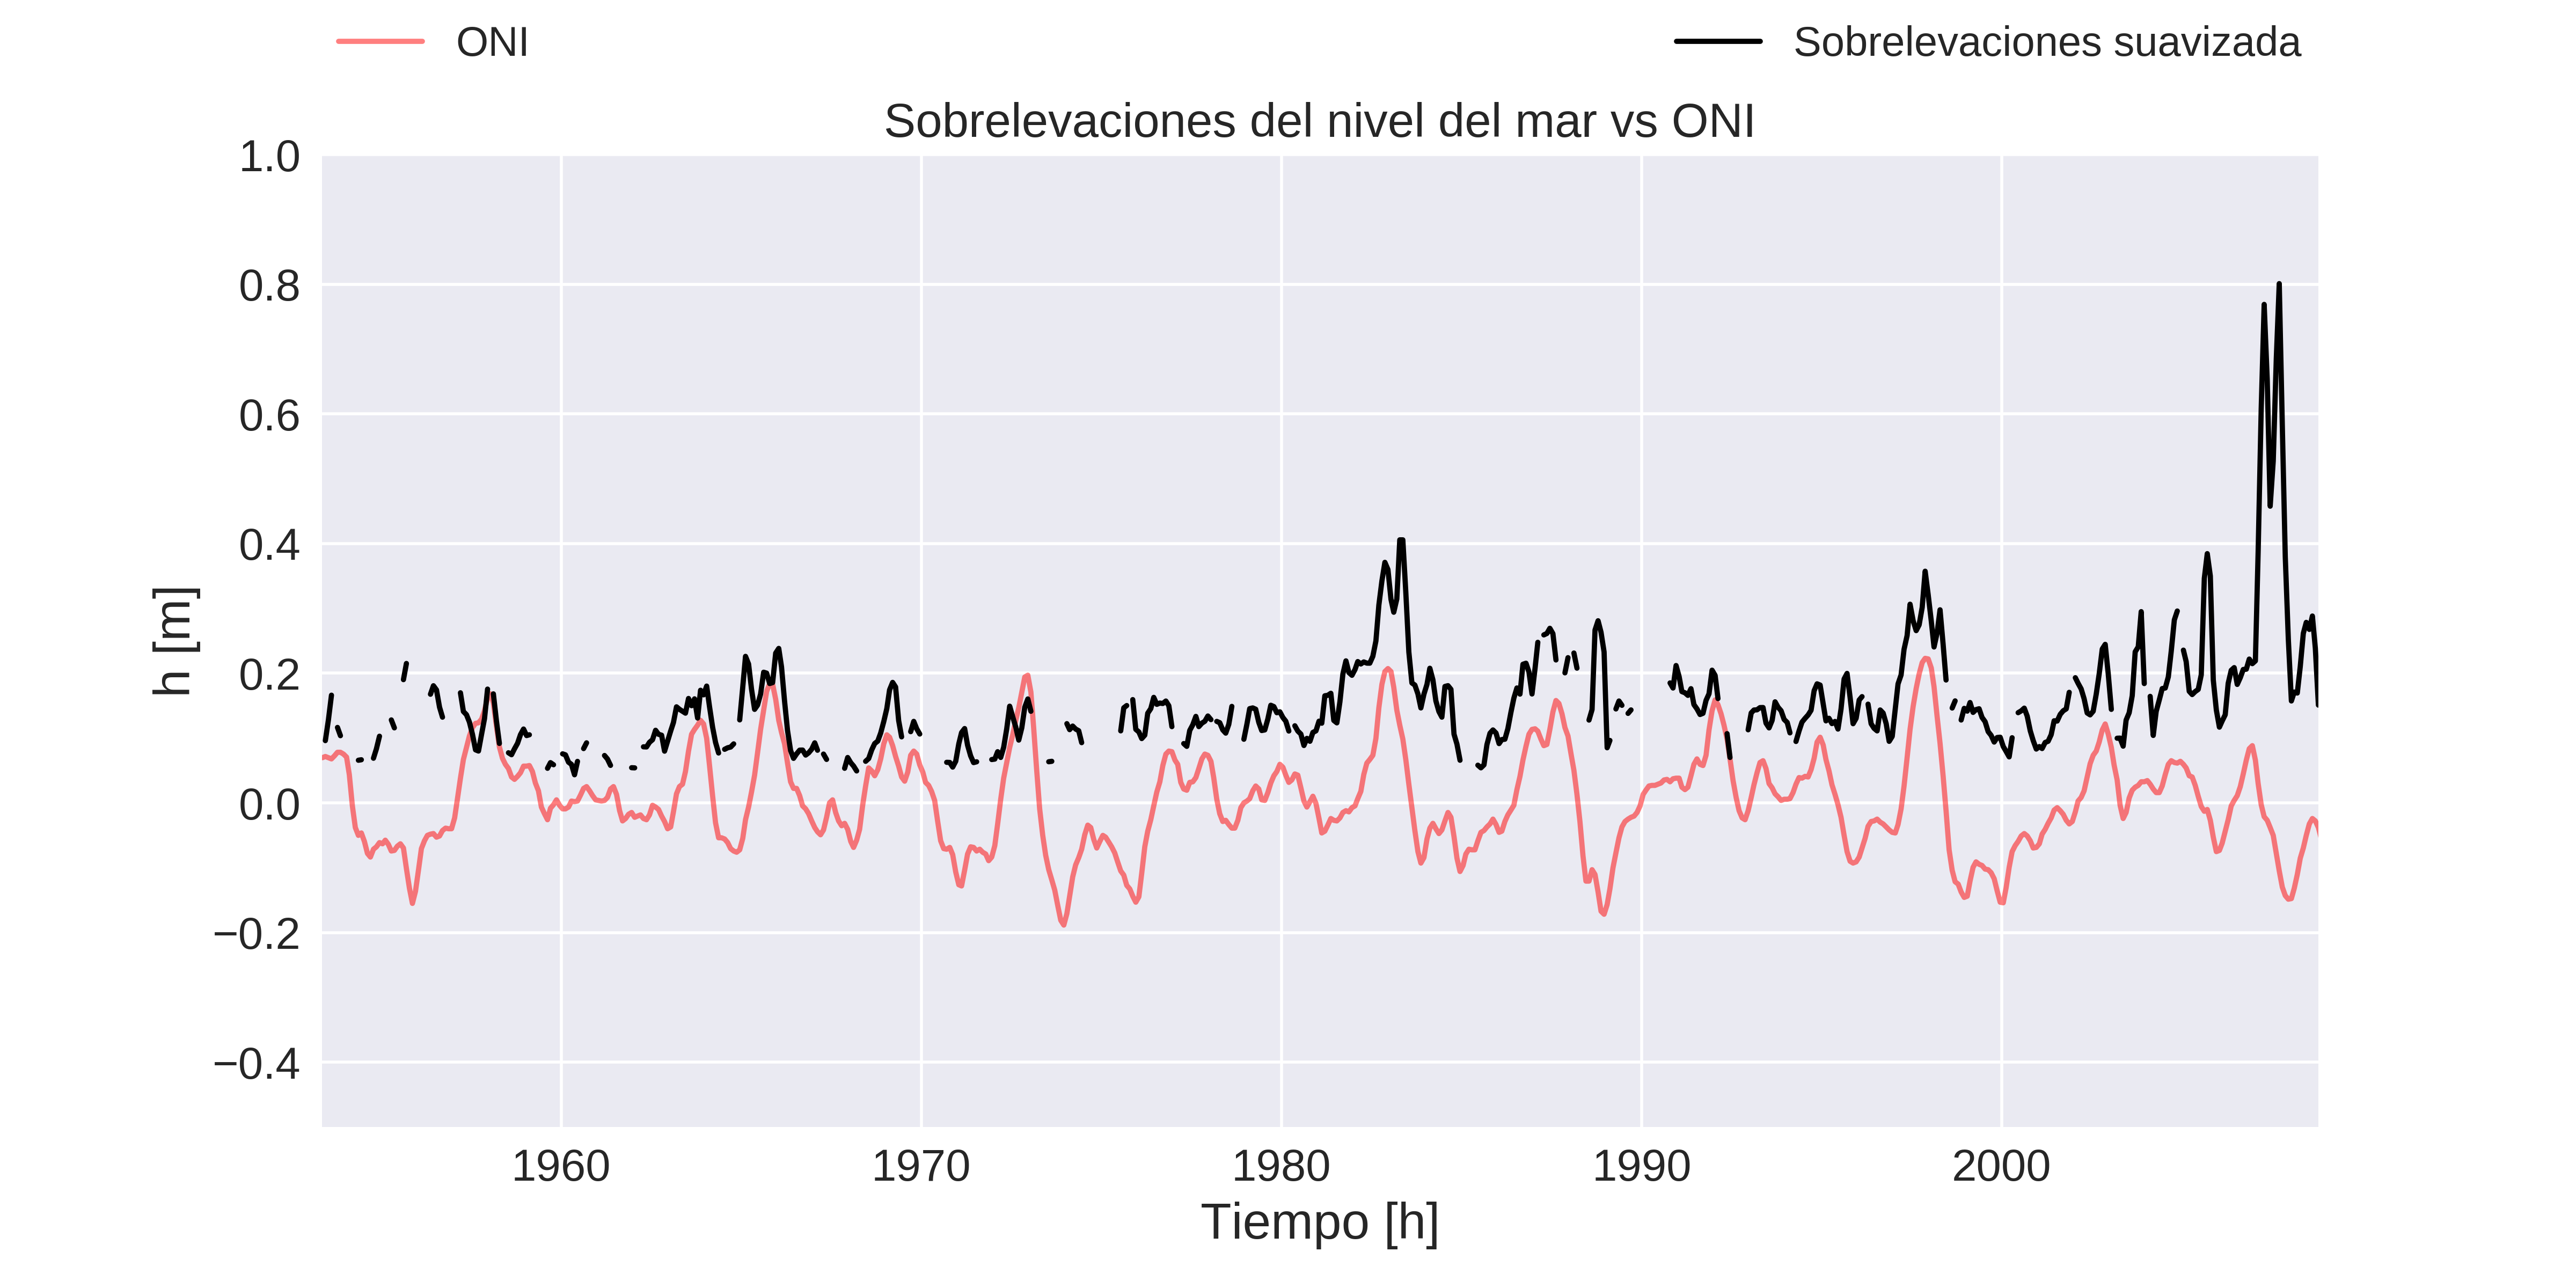 ONI
Sobrelevaciones suavizada
Sobrelevaciones del nivel del mar vs ONI
1.0
0.8
0.6
0.4
0.2
0.0
−0.2
−0.4
h [m]
1960 1970 1980 1990 2000
Tiempo [h]